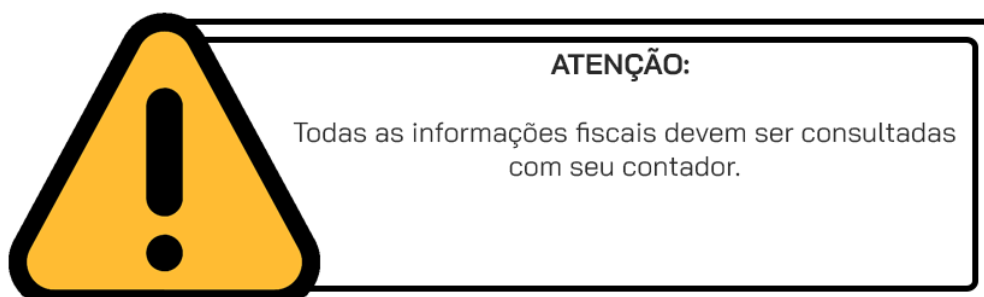 ATENÇÃO:
Todas as informações fiscais devem ser consultadas
com seu contador.